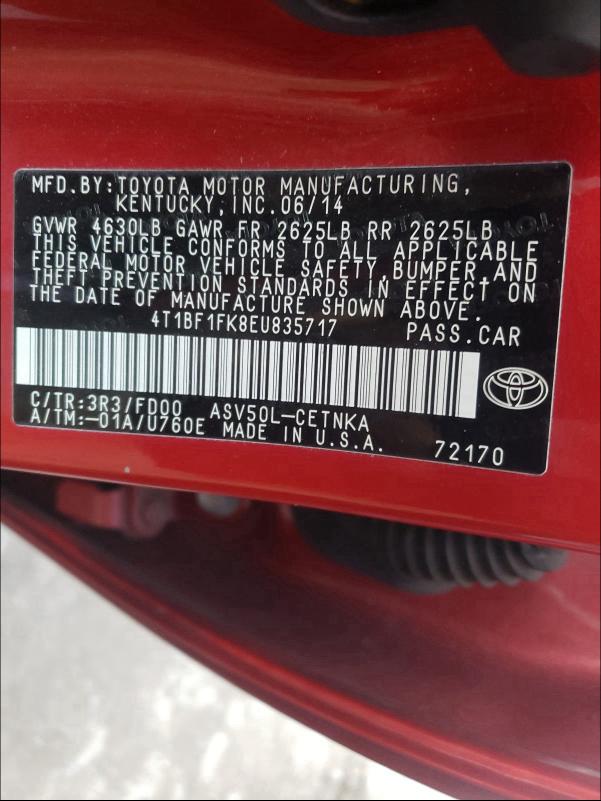 MFD.BY:TOYOTA MOTOR MANUFACTURING,
KENTUCKY,INC.06/14
GVWR 4630LB GAWR FR 2625LB RR 2625LB
THIS VEHICLE CONFORMS TO ALL APPLICABLE
FEDERAL MOTOR VEHICLE SAFETY,BUMPER,AND
THEFT PREVENTION STANDARDS IN EFFECT ON
THE DATE OF MANUFACTURE SHOWN ABOVE.
4T1BF1FK8EU835717 PASS.CAR
C/TR:3R3/FD00 ASV50L-CETNKA
A/TM:-01A/U760E MADE IN U.S.A. 72170